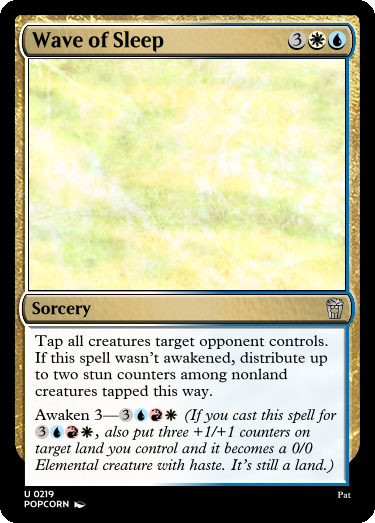 Wave of Sleep 3
Sorcery
Tap all creatures target opponent controls.
If this spell wasn't awakened, distribute up
to two stun counters among nonland
creatures tapped this way.
Awaken 3—3 (If you cast this spell for
3, also put three +1/+1 counters on
target land you control and it becomes a 0/0
Elemental creature with haste. It's still a land.)
U 0219
POPCORN
Pat